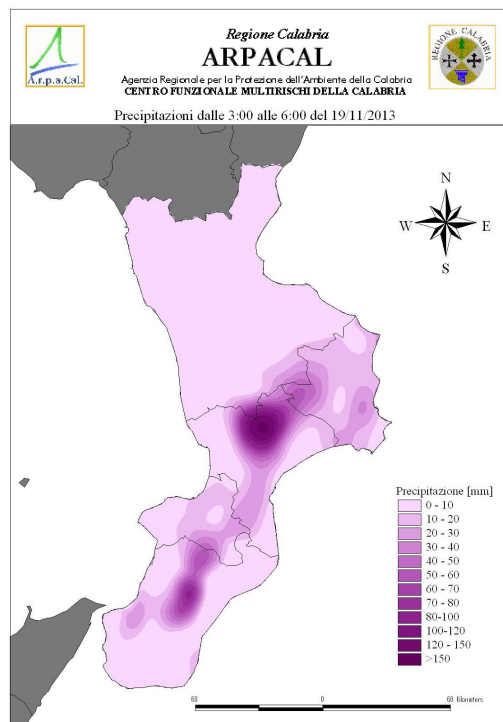 Regione Calabria
ARPACAL
Agenzia Regionale per la Protezione dell'Ambiente della Calabria
CENTRO FUNZIONALE MULTIRISCHI DELLA CALABRIA
A.r.p.a.Cal.
REGIONE CALABRIA
Precipitazioni dalle 3:00 alle 6:00 del 19/11/2013
N
W E
S
Precipitazione [mm]
0 - 10
10 - 20
20 - 30
30 - 40
40 - 50
50 - 60
60 - 70
70 - 80
80-100
100-120
120 - 150
>150
60 0 60 Kilometers